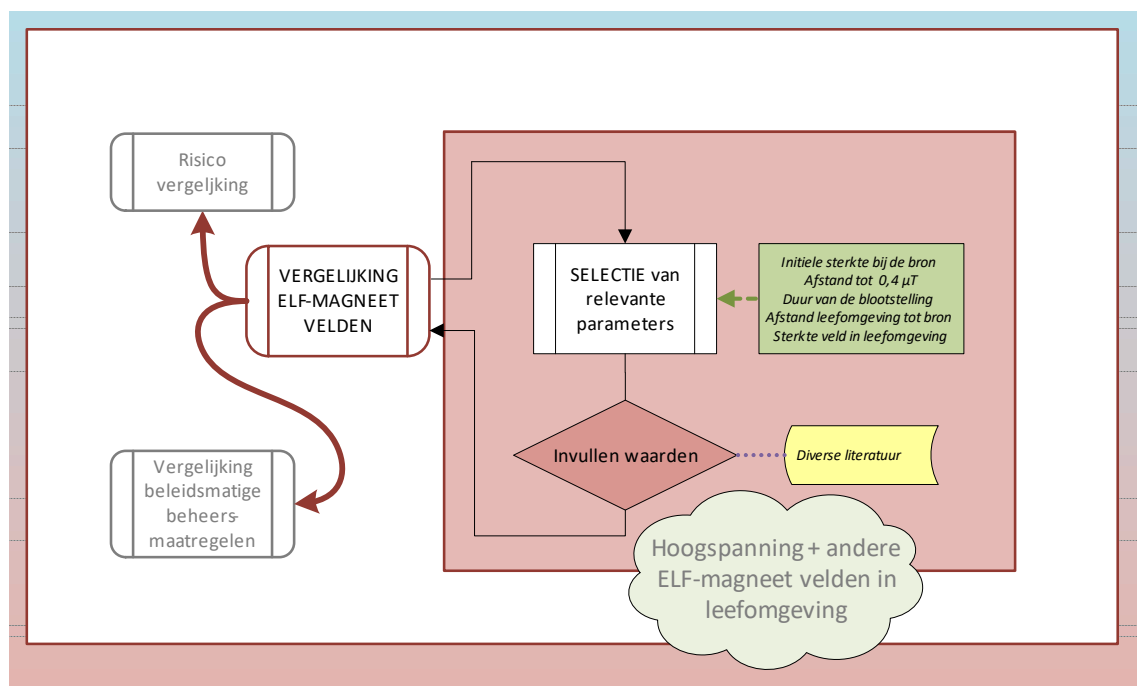 Risico
vergeljking
VERGELIJKING
ELF-MAGNEET
VELDEN
SELECTIE van
relevante
parameters
Initiele sterkte bij de bron
Afstand tot 0,4 µT
Duur van de blootstelling
Afstand leefomgeving tot bron
Sterkte veld in leefomgeving
Vergelijking
beleidsmatige
beheers-
maatregelen
Invullen waarden
Diverse literatuur
Hoogspanning + andere
ELF-magneet velden in
leefomgeving